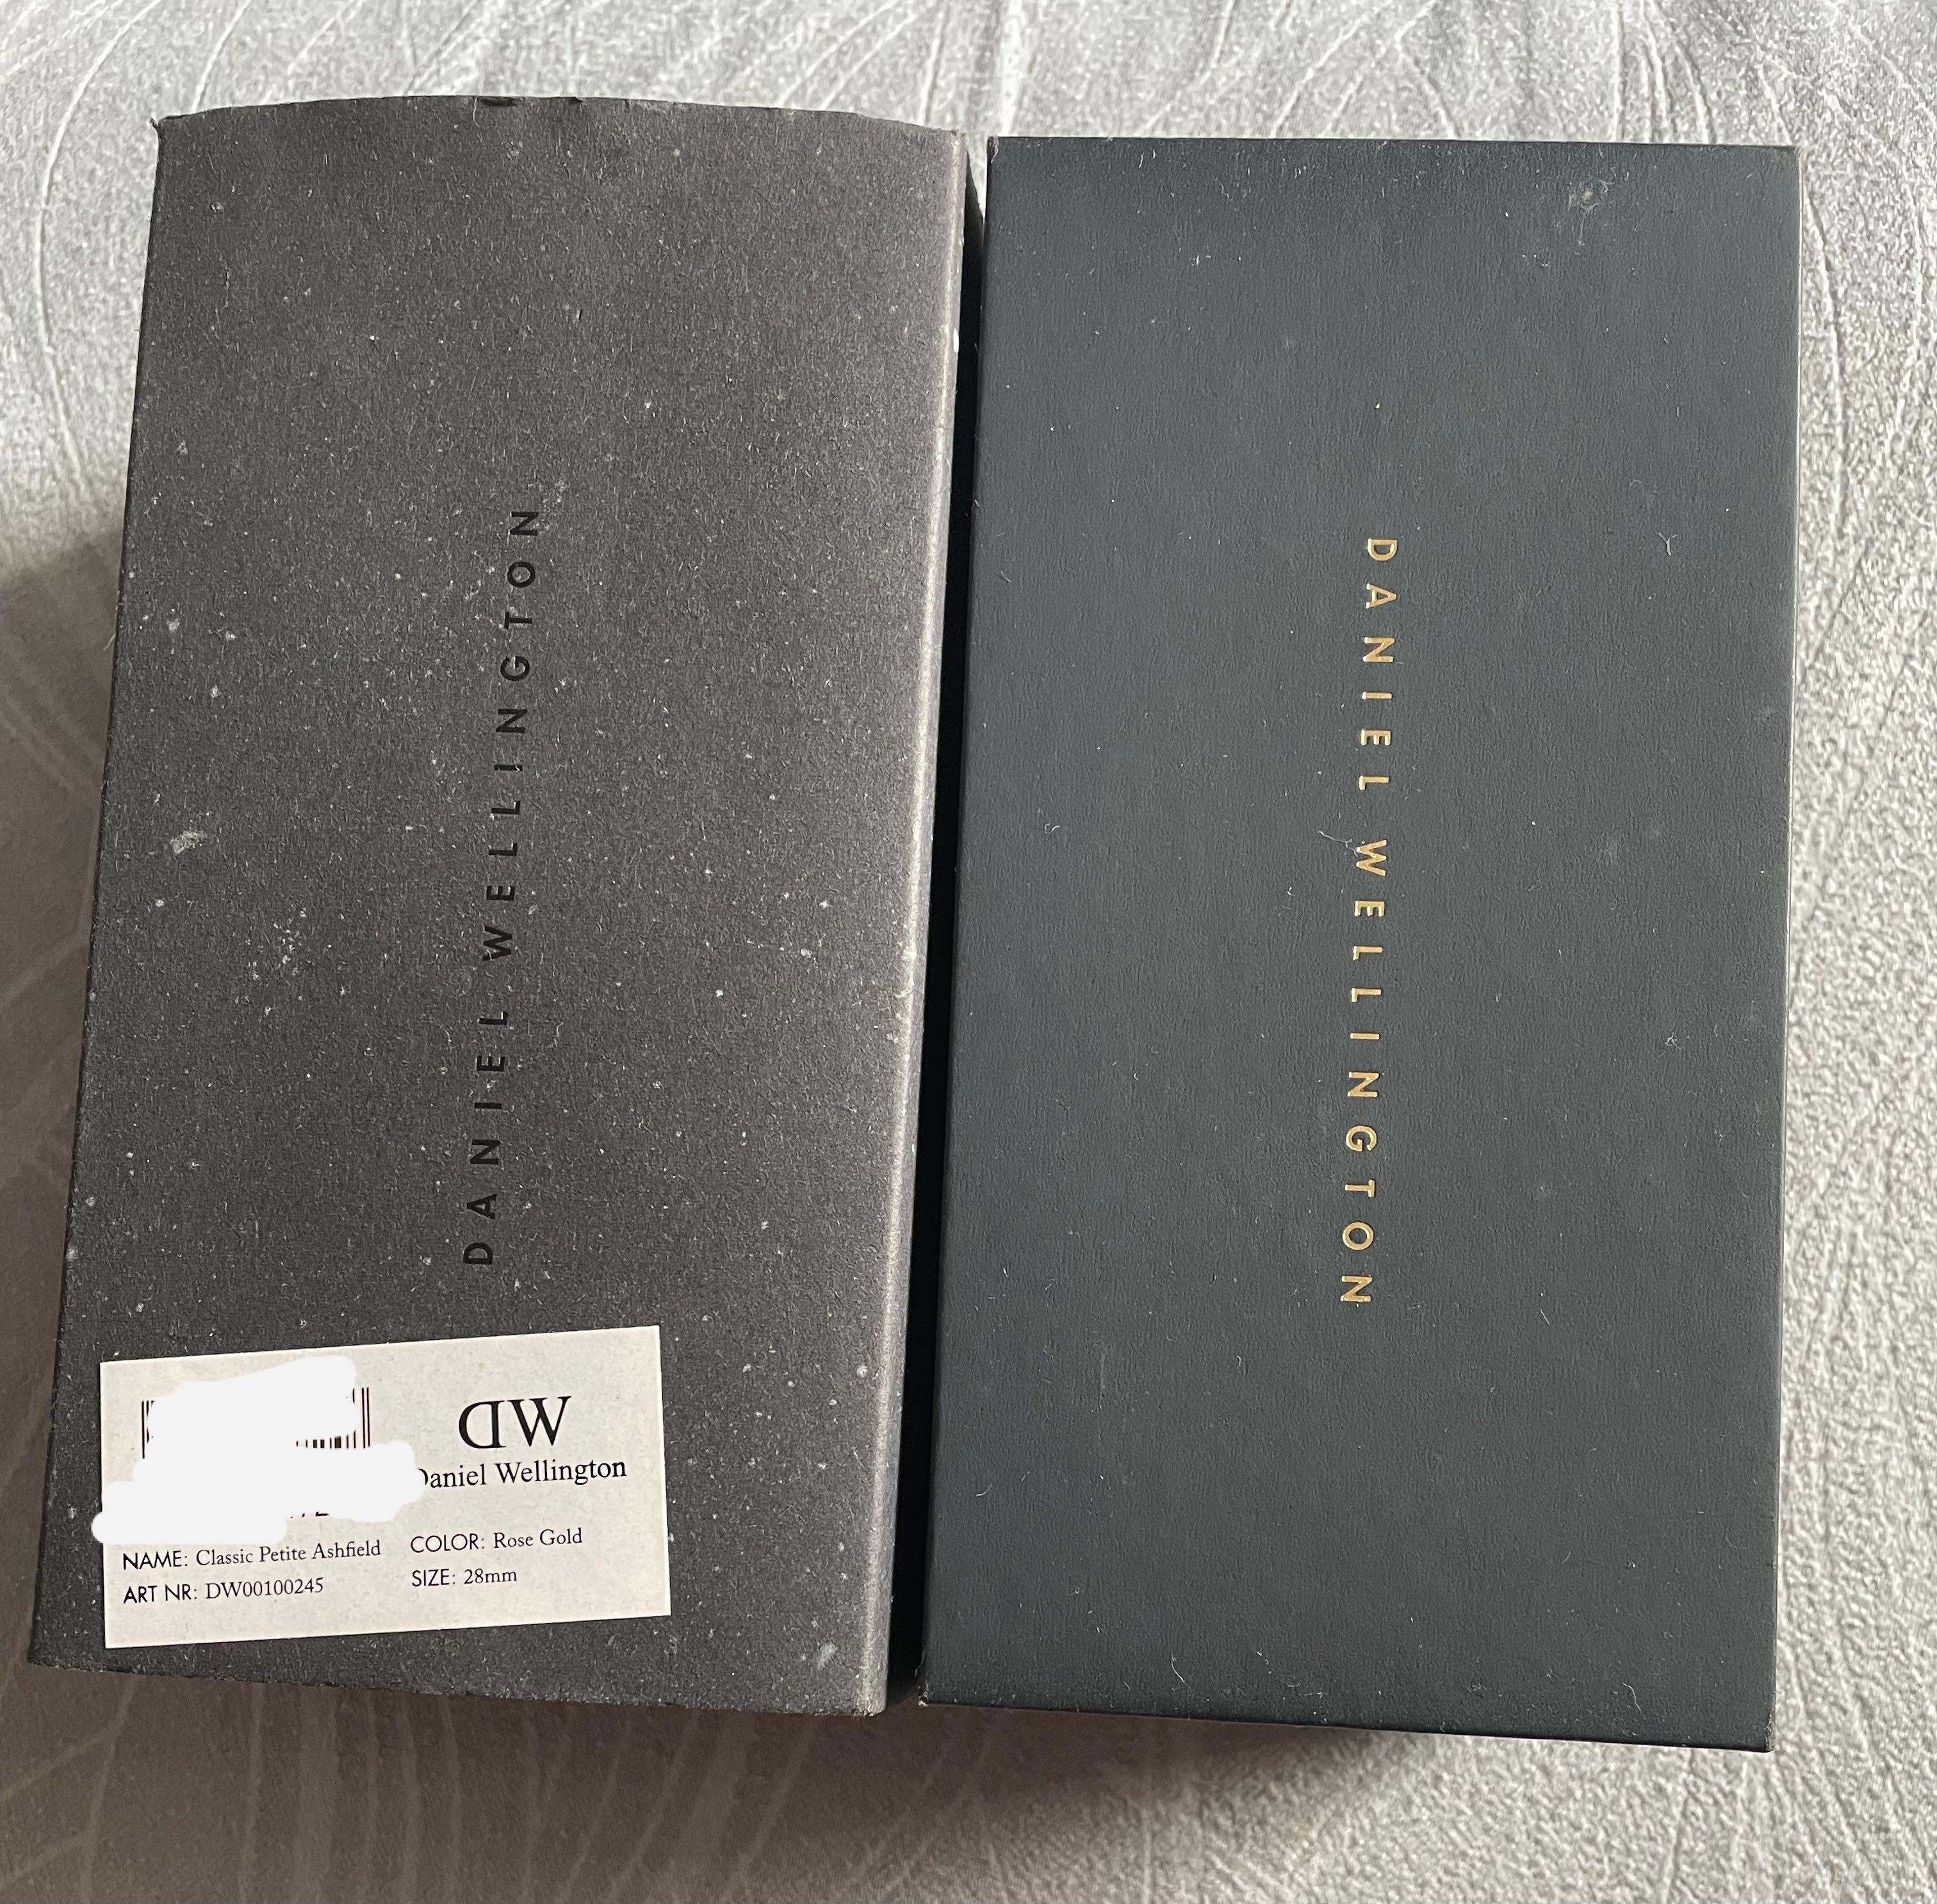 DANIEL WELLINGTON
DW
Daniel Wellington
NAME: Classic Petite Ashfield
COLOR: Rose Gold
ART NR: DW00100245
SIZE: 28mm
DANIEL WELLINGTON